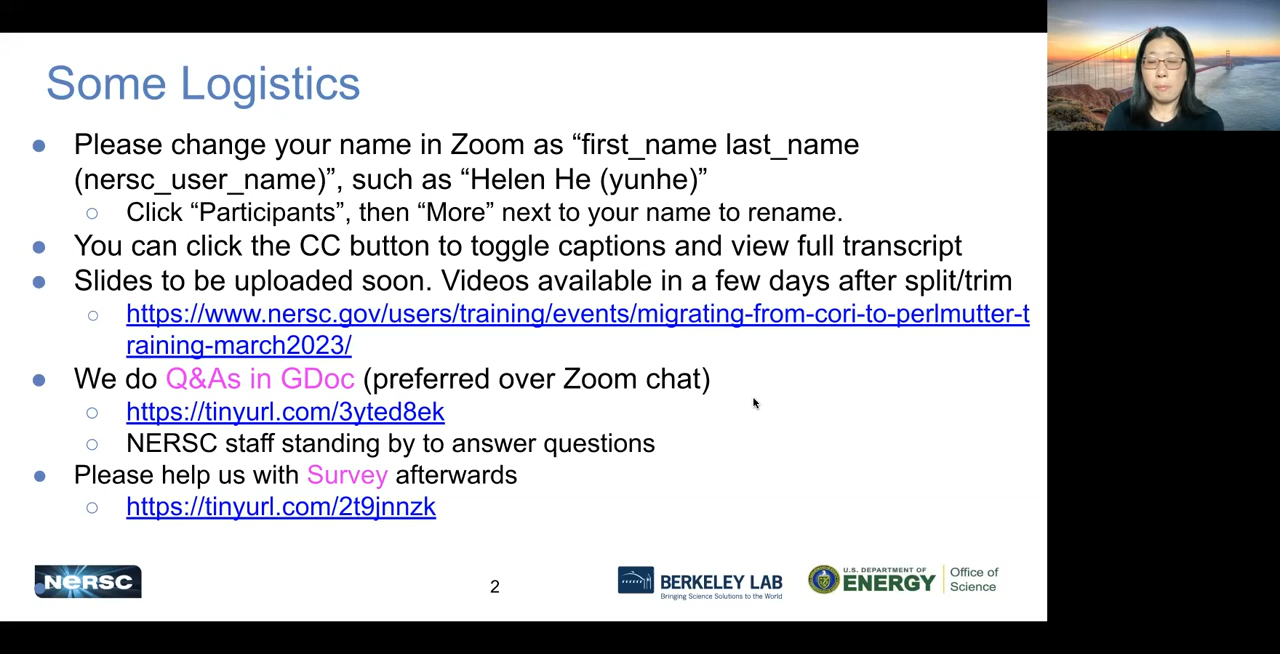 Some Logistics
● Please change your name in Zoom as “first_name last_name
(nersc_user_name)”, such as “Helen He (yunhe)”
○ Click “Participants”, then “More” next to your name to rename.
● You can click the CC button to toggle captions and view full transcript
● Slides to be uploaded soon. Videos available in a few days after split/trim
○ https://www.nersc.gov/users/training/events/migrating-from-cori-to-perlmutter-t
raining-march2023/
● We do Q&As in GDoc (preferred over Zoom chat)
○ https://tinyurl.com/3yted8ek
○ NERSC staff standing by to answer questions
● Please help us with Survey afterwards
○ https://tinyurl.com/2t9jnnzk
NERSC
2
BERKELEY LAB
Bringing Science Solutions to the World
U.S. DEPARTMENT OF
ENERGY
Office of
Science